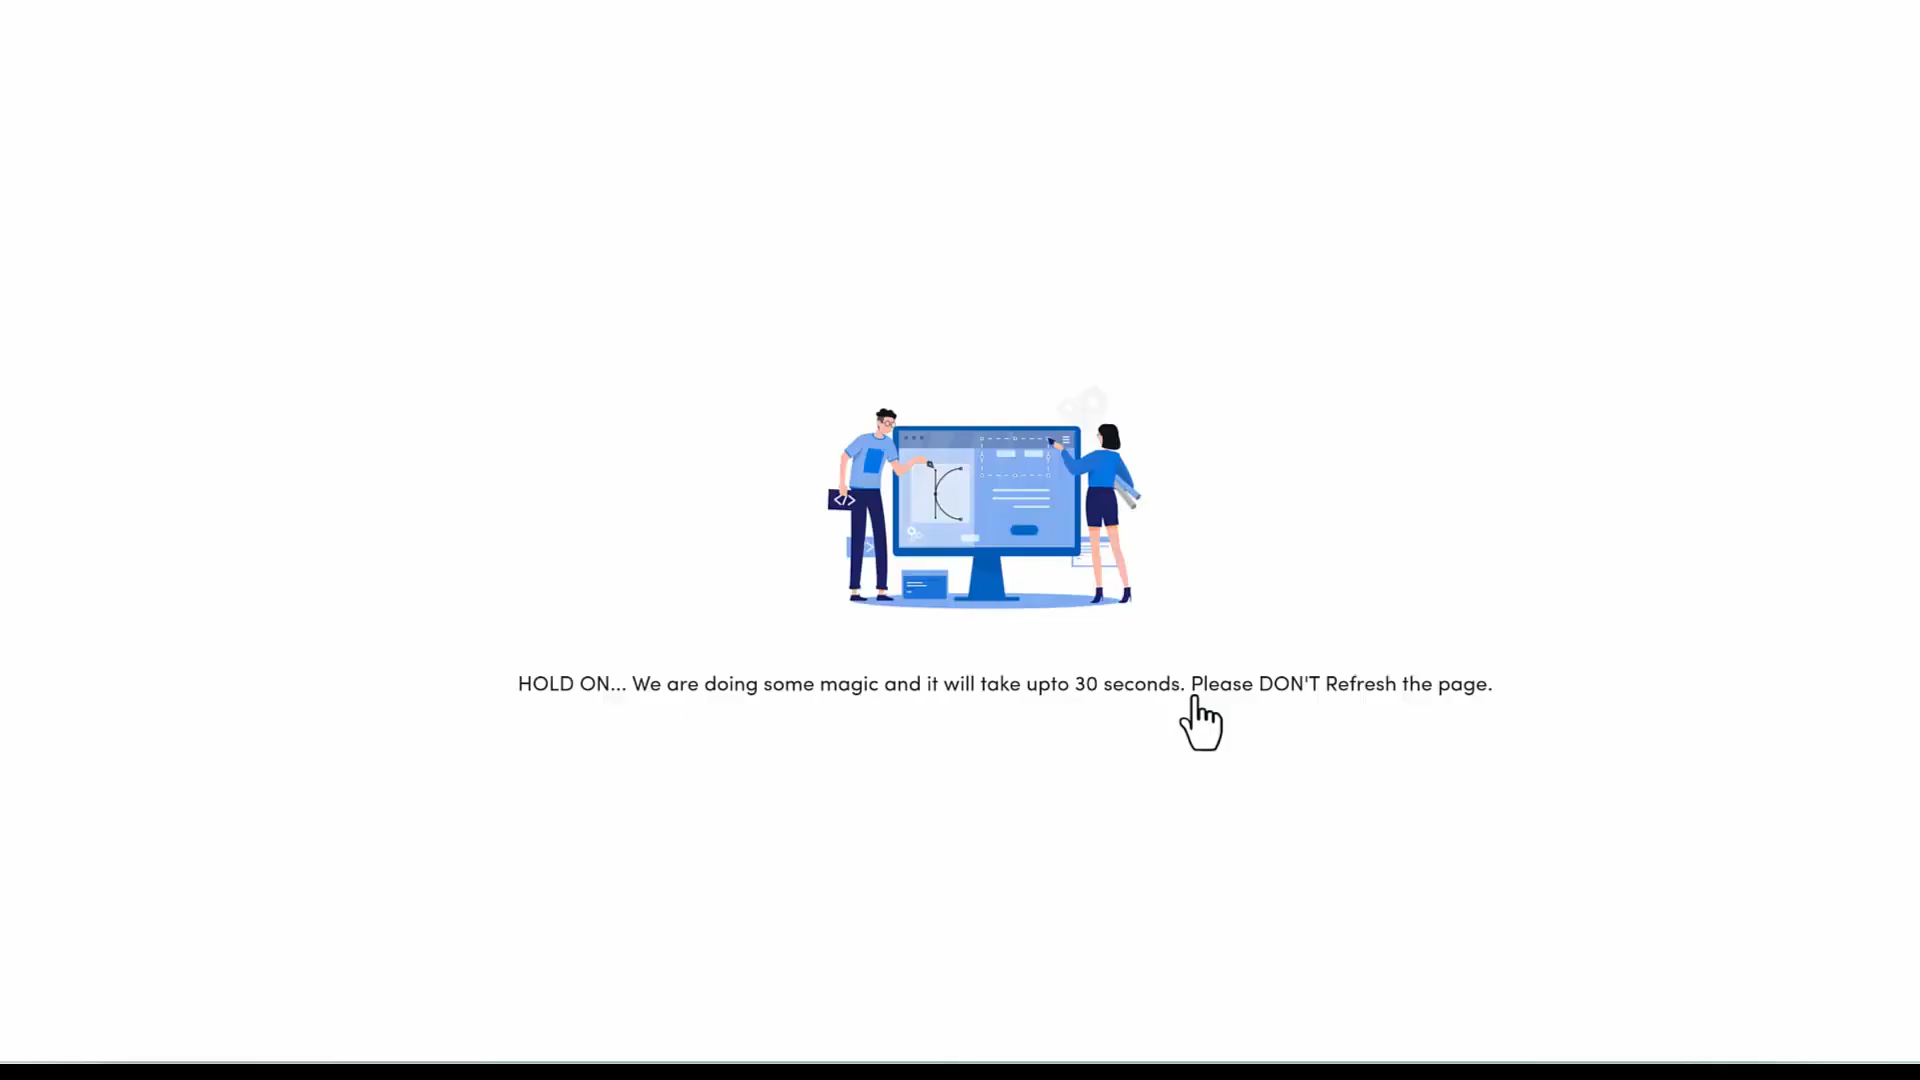 HOLD ON... We are doing some magic and it will take upto 30 seconds. Please DON'T Refresh the page.